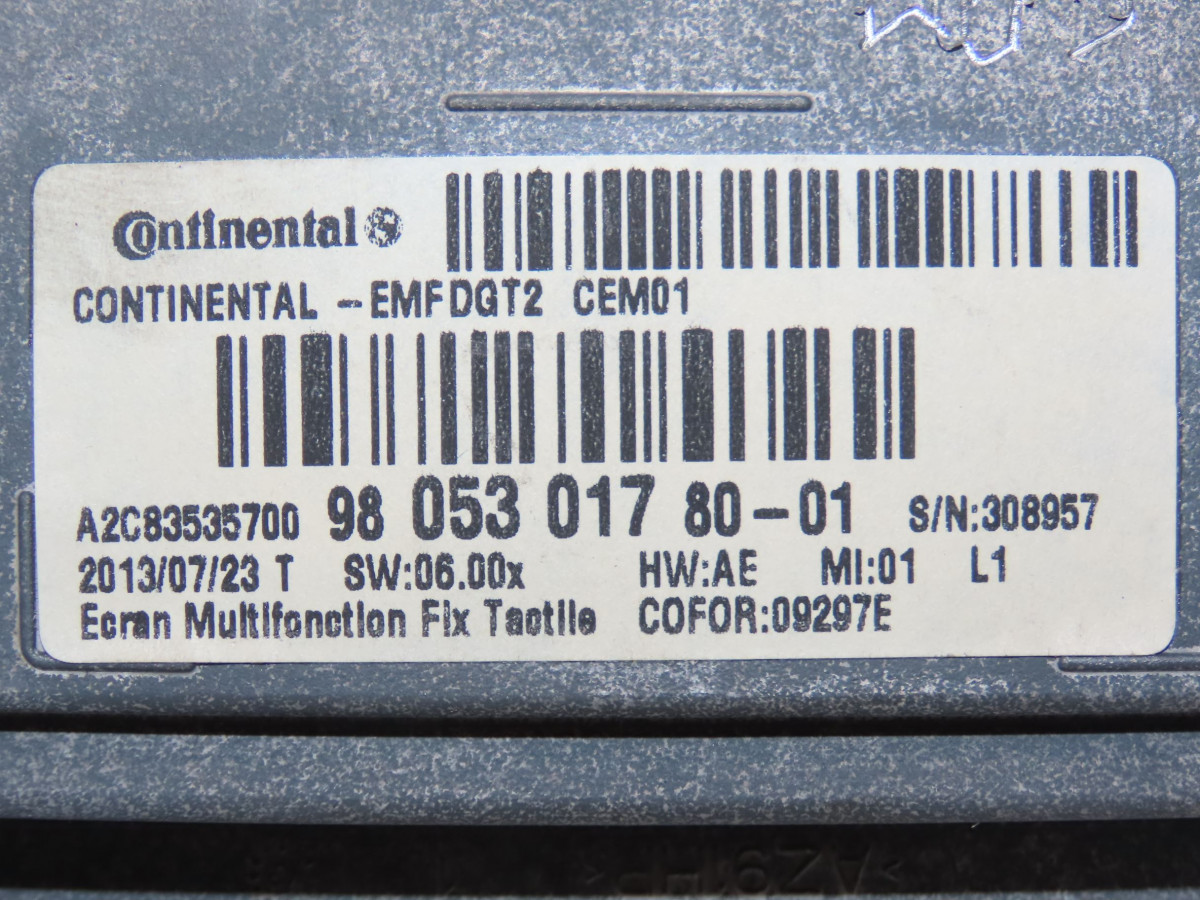 Continental
CONTINENTAL -EMFDGT2 CEM01
A2C83535700 98 053 017 80-01 S/N:308957
2013/07/23 T SW:06.00x HW:AE MI:01 L1
Ecran Multifonction Fix Tactile COFOR:09297E